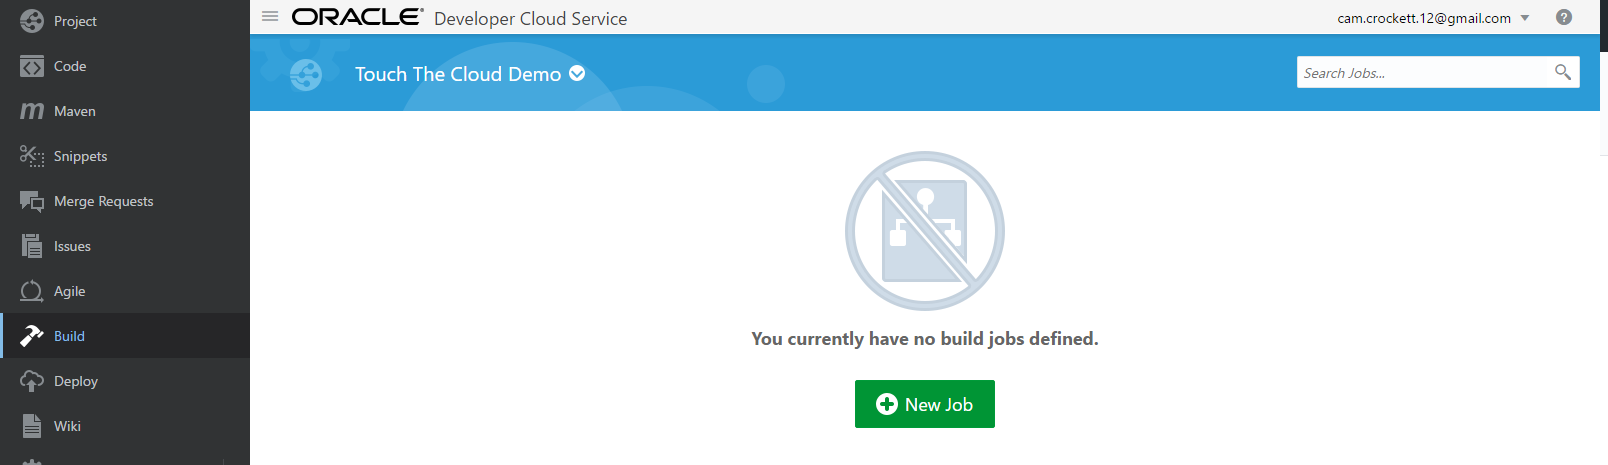 Project
Code
Maven
Snippets
Merge Requests
Issues
Agile
Build
Deploy
Wiki
ORACLE® Developer Cloud Service
cam.crockett.12@gmail.com
?
Touch The Cloud Demo
Search Jobs...
You currently have no build jobs defined.
New Job